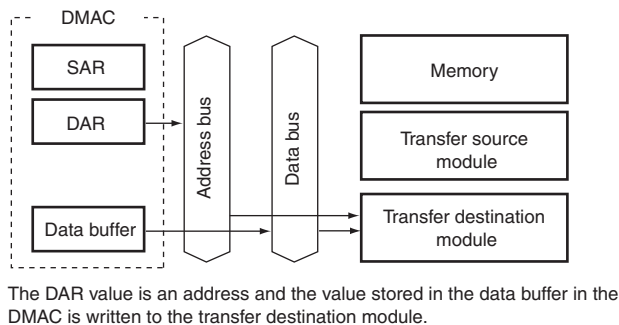 DMAC
SAR
DAR
Data buffer
Address bus
Data bus
Memory
Transfer source
module
Transfer destination
module
The DAR value is an address and the value stored in the data buffer in the
DMAC is written to the transfer destination module.